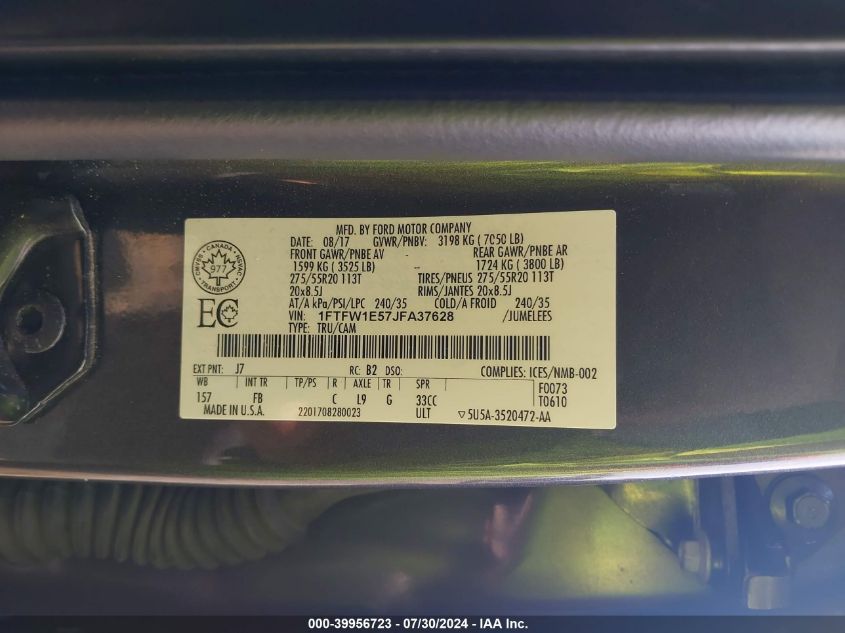 MFD. BY FORD MOTOR COMPANY
DATE: 08/17 GVWR/PNBV: 3198 KG ( 7050 LB)
FRONT GAWR/PNBE AV REAR GAWR/PNBE AR
1599 KG ( 3525 LB) 1724 KG ( 3800 LB)
275/55R20 113T TIRES/PNEUS 275/55R20 113T
20x8.5J RIMS/JANTES 20x8.5J
AT/A kPa/PSI/LPC 240/35 COLD/A FROID 240/35
VIN: 1FTFW1E57JFA37628 /JUMELEES
TYPE: TRU/CAM
CANADA
977
TRANSPORT
EC
EXT PNT: J7 RC: B2 DSO: COMPLIES: ICES/NMB-002
WB INT TR TP/PS R AXLE TR SPR F0073
157 FB C L9 G 33CC T0610
MADE IN U.S.A. 2201708280023 ULT 5U5A-3520472-AA
000-39956723 - 07/30/2024 - IAA Inc.